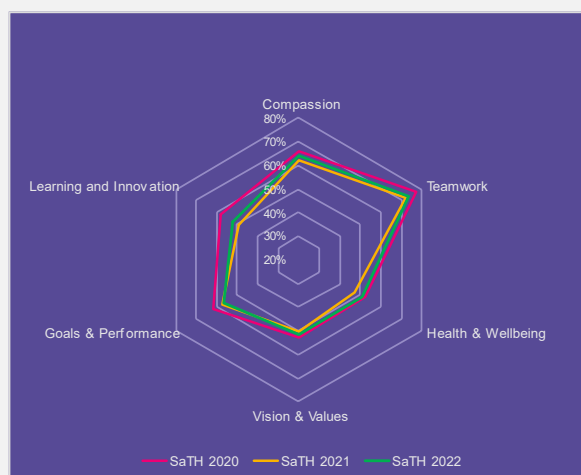 Compassion
80%
70%
60%
50%
40%
30%
20%
Learning and Innovation
Teamwork
Goals & Performance
Health & Wellbeing
Vision & Values
SaTH 2020 SaTH 2021 SaTH 2022